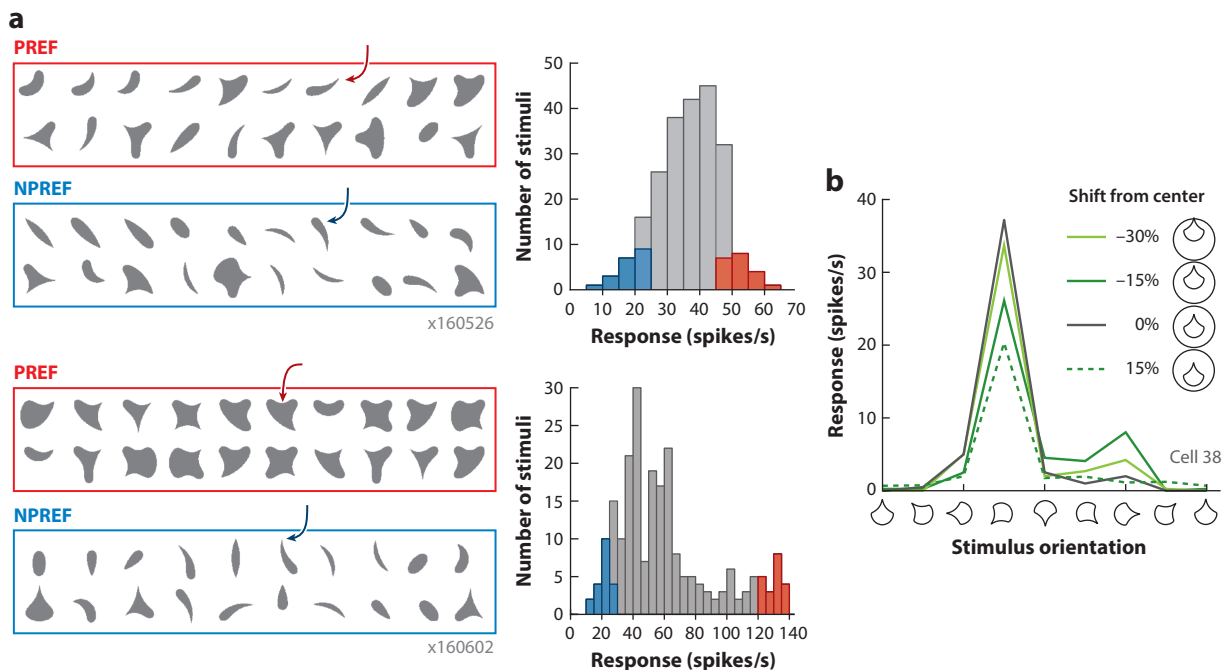 a
PREF
NPREF
x160526
50
40
30
20
10
0
Number of stimuli
0 10 20 30 40 50 60 70
Response (spikes/s)
PREF
NPREF
x160602
30
25
20
15
10
5
0
Number of stimuli
0 20 40 60 80 100 120 140
Response (spikes/s)
b
40
30
20
10
0
Response (spikes/s)
Shift from center
–30%
–15%
0%
15%
Cell 38
Stimulus orientation